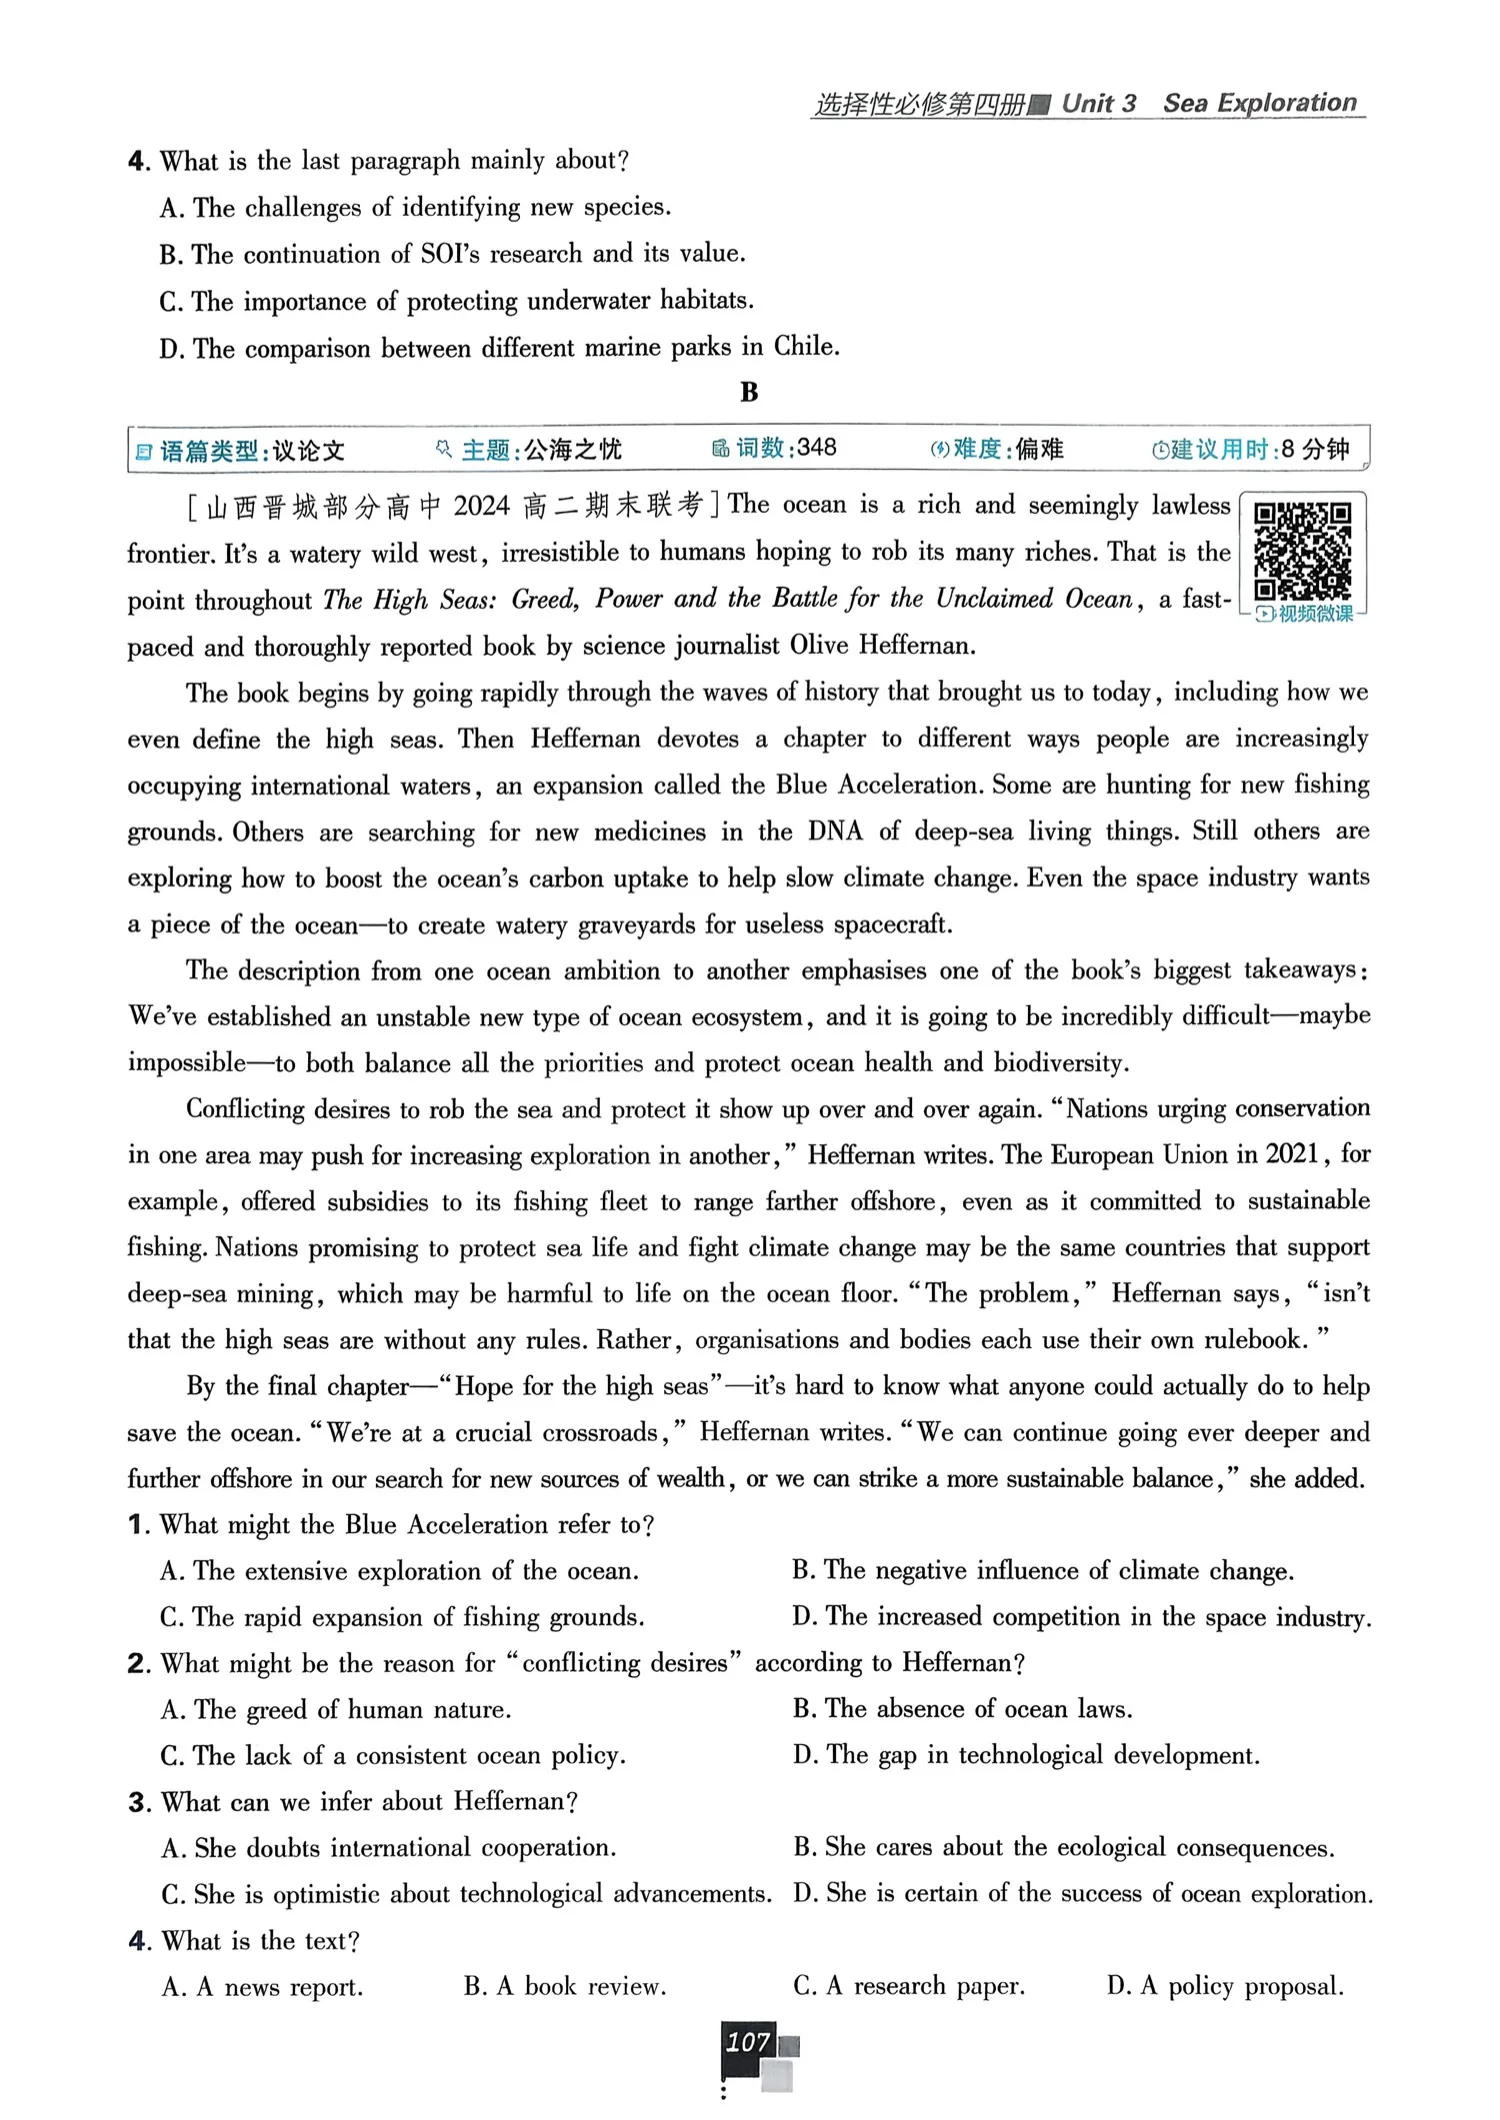 选择性必修第四册 Unit 3 Sea Exploration
4. What is the last paragraph mainly about?
A. The challenges of identifying new species.
B. The continuation of SOI's research and its value.
C. The importance of protecting underwater habitats.
D. The comparison between different marine parks in Chile.
B
语篇类型:议论文 主题:公海之忧 词数:348 难度:偏难 建议用时:8 分钟
[山西晋城部分高中 2024 高二期末联考] The ocean is a rich and seemingly lawless
frontier. It's a watery wild west, irresistible to humans hoping to rob its many riches. That is the
point throughout The High Seas: Greed, Power and the Battle for the Unclaimed Ocean, a fast-
paced and thoroughly reported book by science journalist Olive Heffernan.
视频微课
The book begins by going rapidly through the waves of history that brought us to today, including how we
even define the high seas. Then Heffernan devotes a chapter to different ways people are increasingly
occupying international waters, an expansion called the Blue Acceleration. Some are hunting for new fishing
grounds. Others are searching for new medicines in the DNA of deep-sea living things. Still others are
exploring how to boost the ocean's carbon uptake to help slow climate change. Even the space industry wants
a piece of the ocean—to create watery graveyards for useless spacecraft.
The description from one ocean ambition to another emphasises one of the book's biggest takeaways:
We've established an unstable new type of ocean ecosystem, and it is going to be incredibly difficult—maybe
impossible—to both balance all the priorities and protect ocean health and biodiversity.
Conflicting desires to rob the sea and protect it show up over and over again. "Nations urging conservation
in one area may push for increasing exploration in another," Heffernan writes. The European Union in 2021, for
example, offered subsidies to its fishing fleet to range farther offshore, even as it committed to sustainable
fishing. Nations promising to protect sea life and fight climate change may be the same countries that support
deep-sea mining, which may be harmful to life on the ocean floor. "The problem," Heffernan says, "isn't
that the high seas are without any rules. Rather, organisations and bodies each use their own rulebook."
By the final chapter—"Hope for the high seas"—it's hard to know what anyone could actually do to help
save the ocean. "We're at a crucial crossroads," Heffernan writes. "We can continue going ever deeper and
further offshore in our search for new sources of wealth, or we can strike a more sustainable balance," she added.
1. What might the Blue Acceleration refer to?
A. The extensive exploration of the ocean. B. The negative influence of climate change.
C. The rapid expansion of fishing grounds. D. The increased competition in the space industry.
2. What might be the reason for "conflicting desires" according to Heffernan?
A. The greed of human nature. B. The absence of ocean laws.
C. The lack of a consistent ocean policy. D. The gap in technological development.
3. What can we infer about Heffernan?
A. She doubts international cooperation. B. She cares about the ecological consequences.
C. She is optimistic about technological advancements. D. She is certain of the success of ocean exploration.
4. What is the text?
A. A news report. B. A book review. C. A research paper. D. A policy proposal.
107